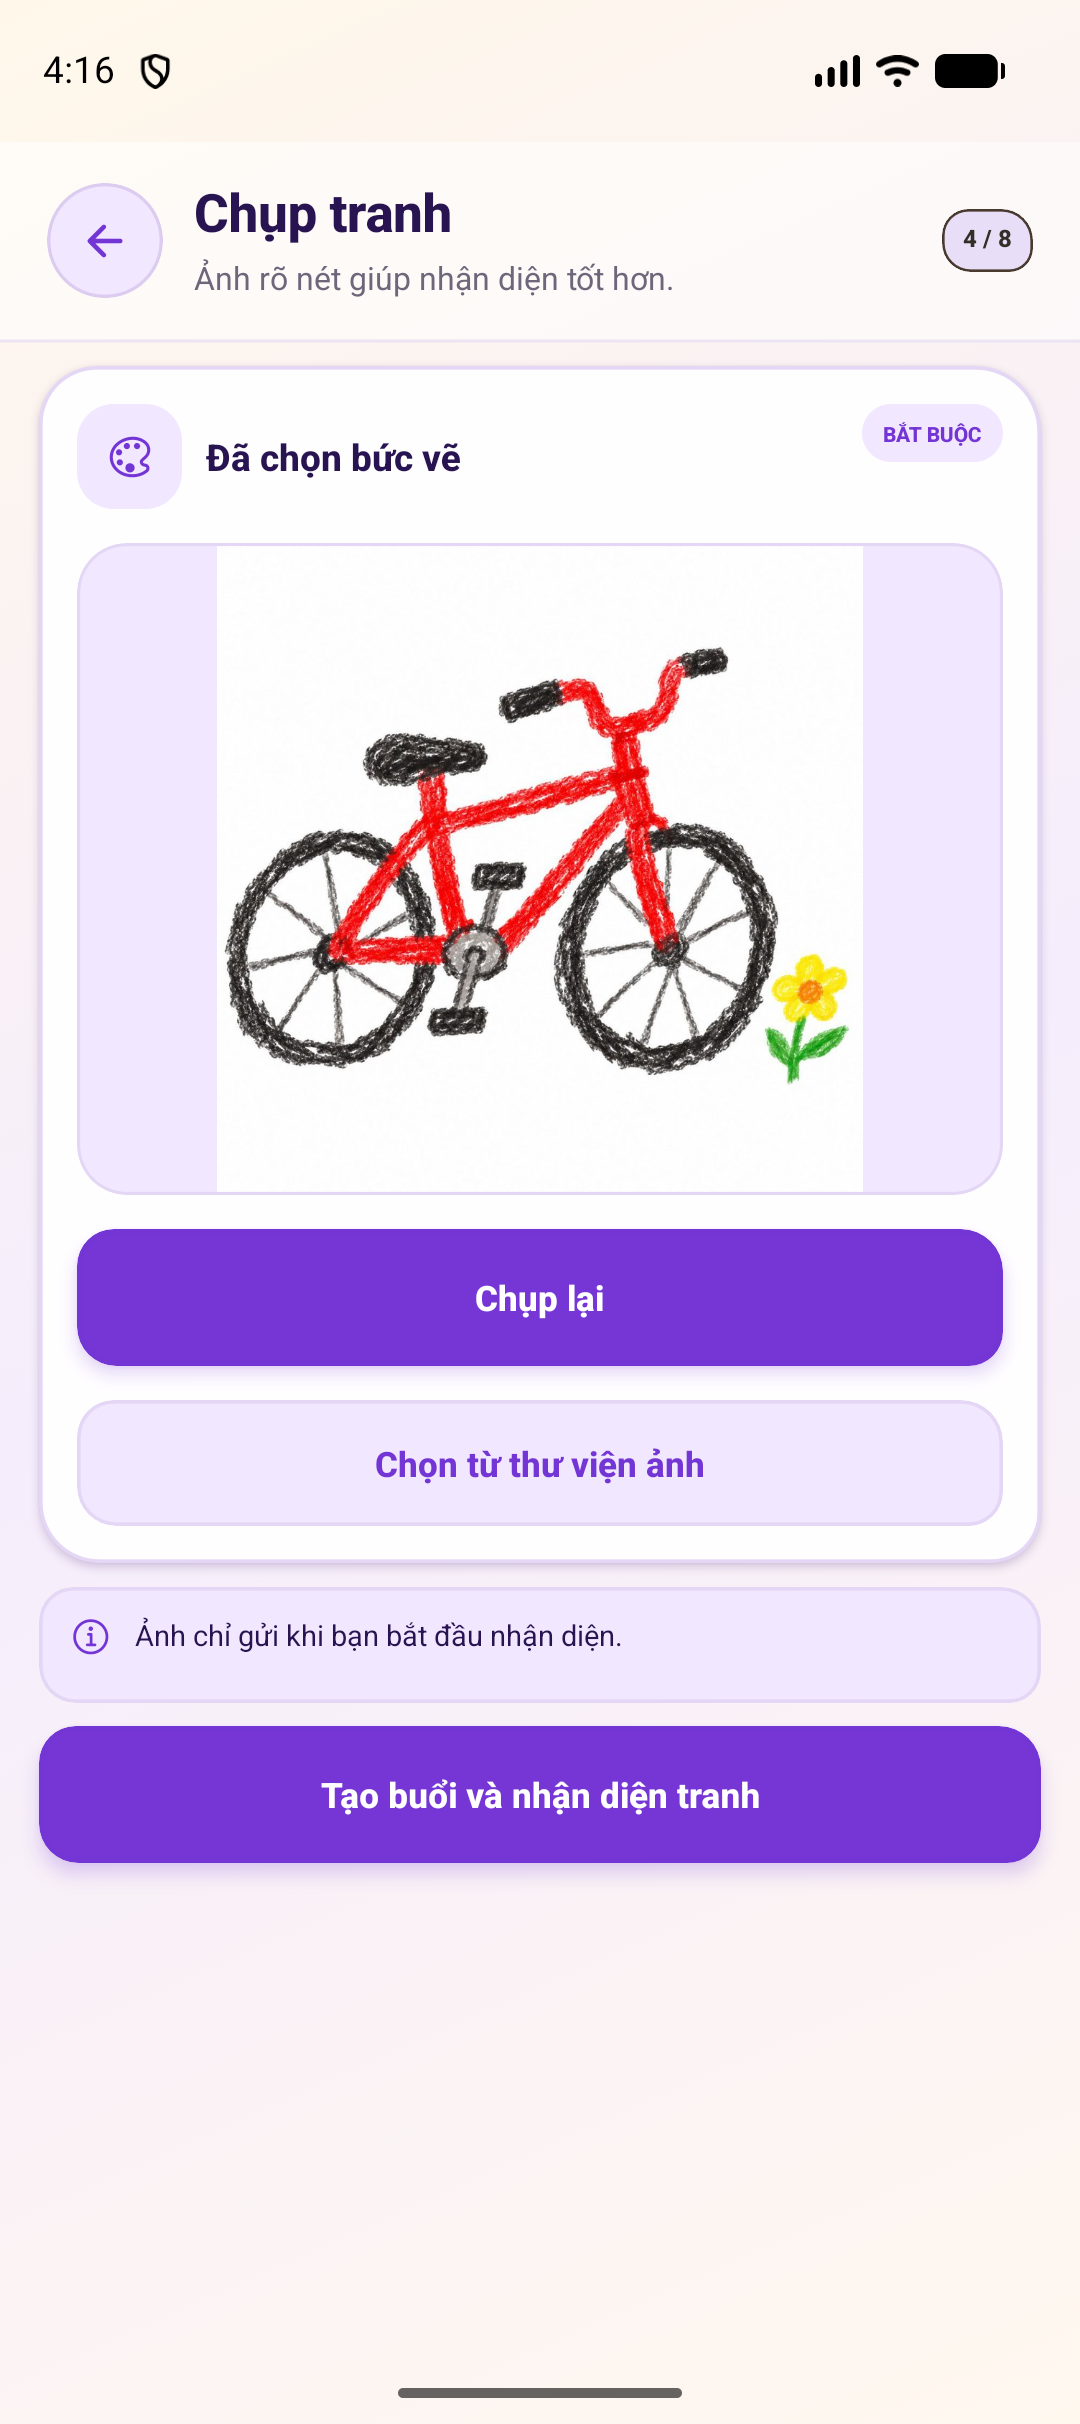 4:16
Chụp tranh
Ảnh rõ nét giúp nhận diện tốt hơn.
4 / 8
Đã chọn bức vẽ
BẮT BUỘC
Chụp lại
Chọn từ thư viện ảnh
Ảnh chỉ gửi khi bạn bắt đầu nhận diện.
Tạo buổi và nhận diện tranh